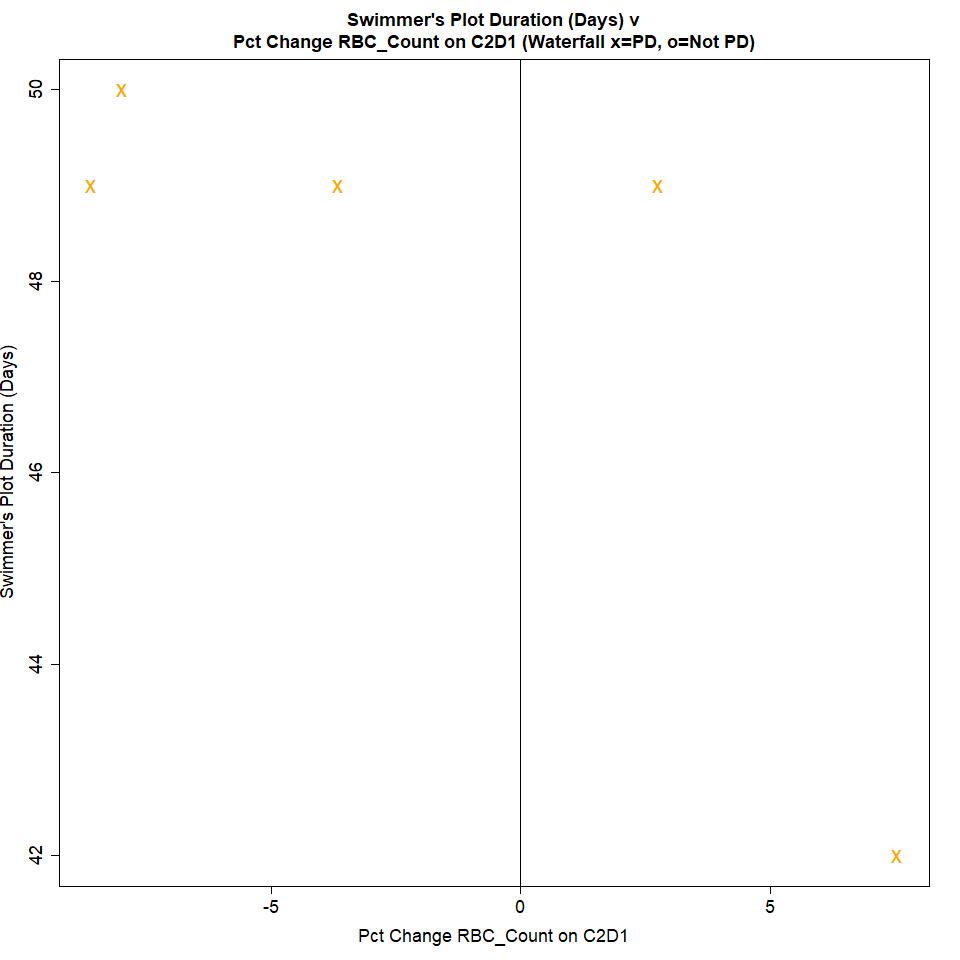 Swimmer's Plot Duration (Days) v
Pct Change RBC_Count on C2D1 (Waterfall x=PD, o=Not PD)
Swimmer's Plot Duration (Days)
50
48
46
44
42
X
X
X
X
X
-5
0
5
Pct Change RBC_Count on C2D1